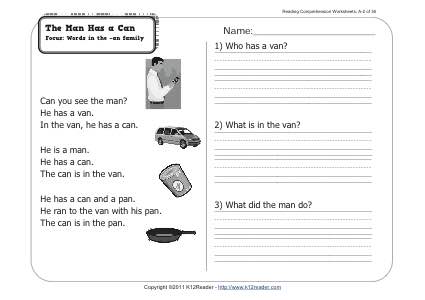 Reading Comprehension Worksheets: A-2 of 36
The Man Has a Can
Focus: Words in the -an family
Name:
Can you see the man?
He has a van.
In the van, he has a can.
He is a man.
He has a can.
The can is in the van.
He has a can and a pan.
He ran to the van with his pan.
The can is in the pan.
1) Who has a van?
2) What is in the van?
3) What did the man do?
Copyright ©2011 K12Reader - http://www.k12reader.com